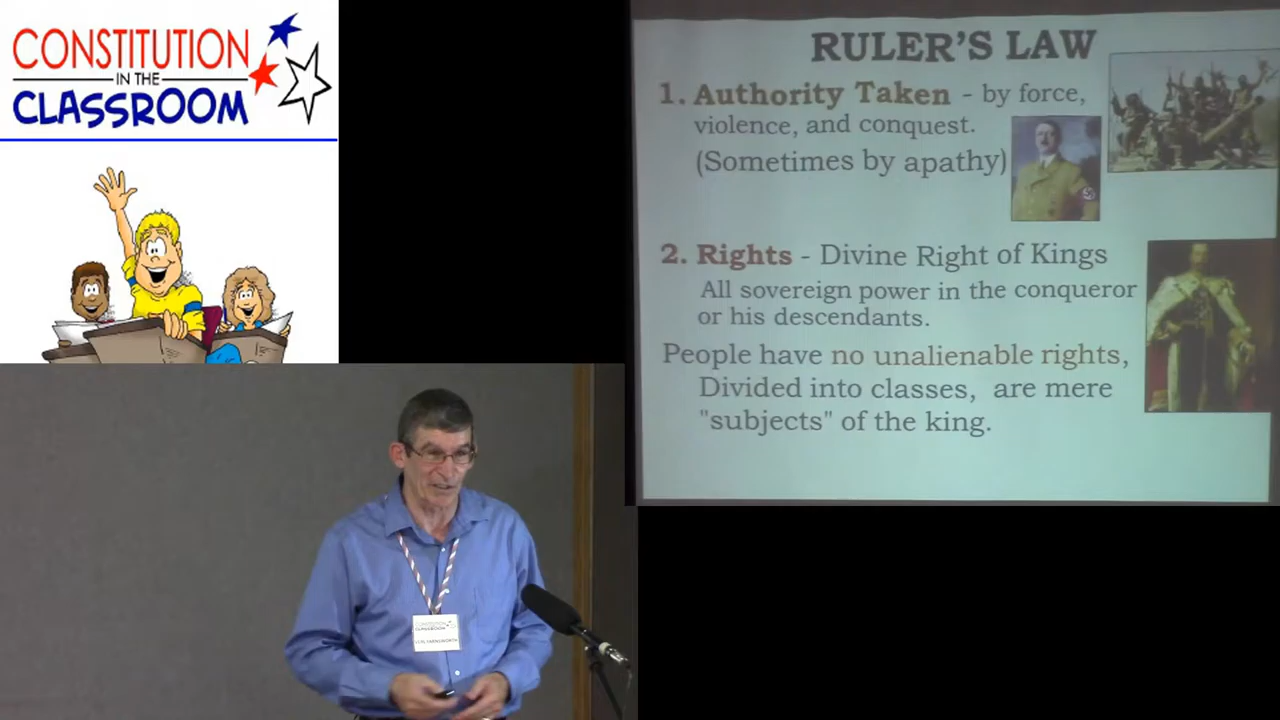 CONSTITUTION
IN THE
CLASSROOM
RULER'S LAW
1. Authority Taken - by force,
violence, and conquest.
(Sometimes by apathy)
2. Rights - Divine Right of Kings
All sovereign power in the conqueror
or his descendants.
People have no unalienable rights,
Divided into classes, are mere
"subjects" of the king.
CONSTITUTION
CLASSROOM